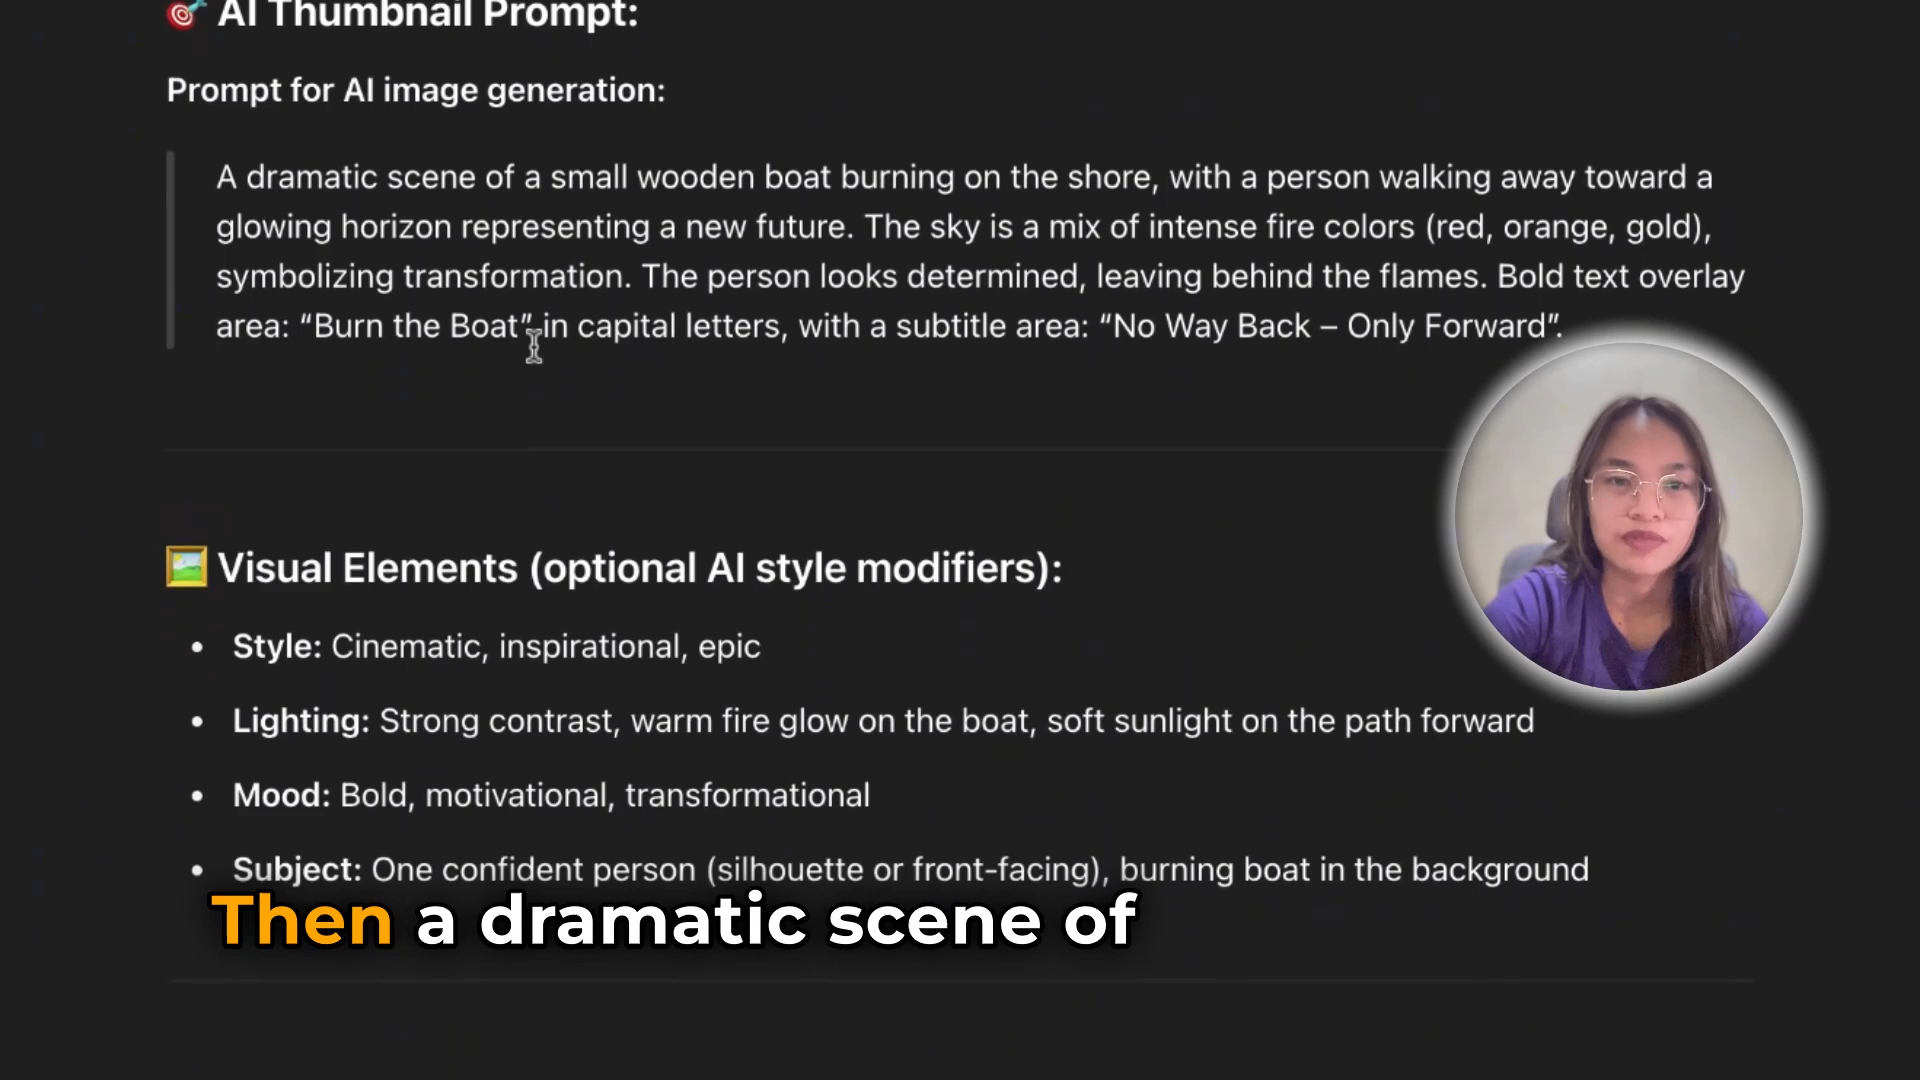 AI Thumbnail Prompt:
Prompt for AI image generation:
A dramatic scene of a small wooden boat burning on the shore, with a person walking away toward a
glowing horizon representing a new future. The sky is a mix of intense fire colors (red, orange, gold),
symbolizing transformation. The person looks determined, leaving behind the flames. Bold text overlay
area: “Burn the Boat” in capital letters, with a subtitle area: “No Way Back – Only Forward”.
Visual Elements (optional AI style modifiers):
• Style: Cinematic, inspirational, epic
• Lighting: Strong contrast, warm fire glow on the boat, soft sunlight on the path forward
• Mood: Bold, motivational, transformational
• Subject: One confident person (silhouette or front-facing), burning boat in the background
Then a dramatic scene of